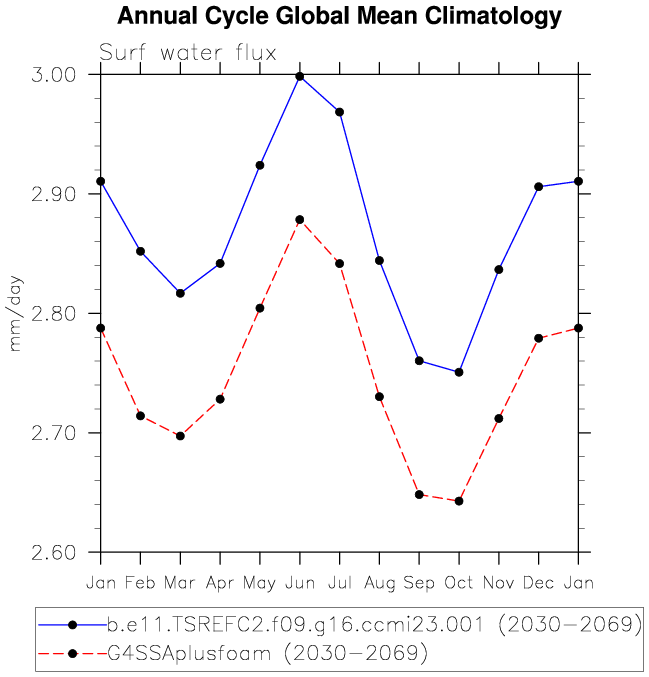 Annual Cycle Global Mean Climatology
Surf water flux
3.00
2.90
2.80
2.70
2.60
mm/day
Jan Feb Mar Apr May Jun Jul Aug Sep Oct Nov Dec Jan
b.e11.TSREFC2.f09.g16.ccmi23.001 (2030-2069)
G4SSAplusfoam (2030-2069)